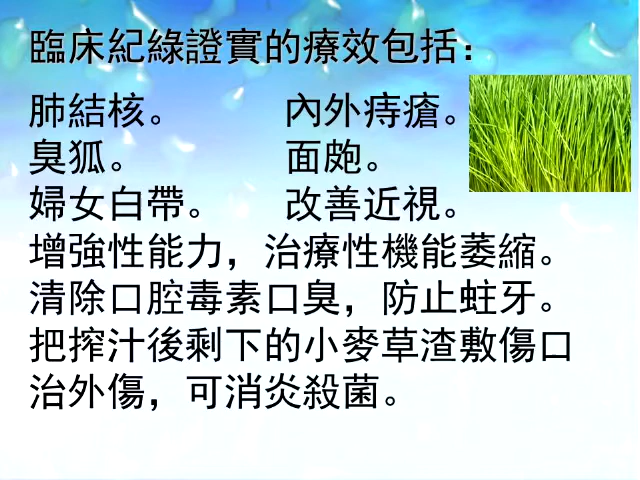 臨床紀綠證實的療效包括：
肺結核。 內外痔瘡。
臭狐。 面皰。
婦女白帶。 改善近視。
增強性能力，治療性機能萎縮。
清除口腔毒素口臭，防止蛀牙。
把搾汁後剩下的小麥草渣敷傷口
治外傷，可消炎殺菌。